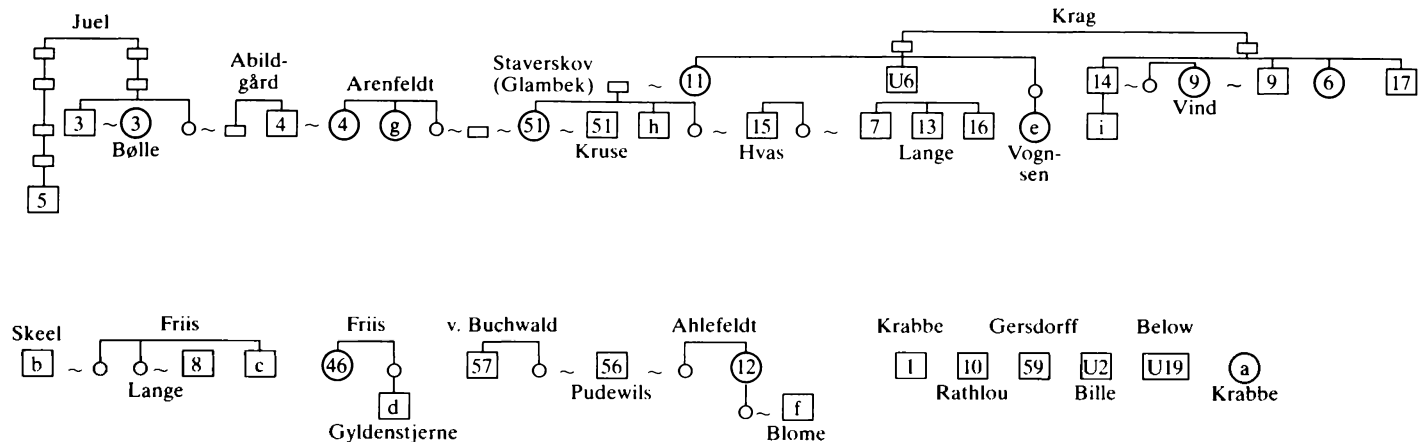 Juel
Krag
Abild-
gård
Arenfeldt
Staverskov
(Glambek)
~ 11 U6 14 ~ 9 ~ 9 6 17
Vind
3 ~ 3 ~ 4 ~ 4 g ~ ~ 51 ~ 51 h ~ 15 ~ 7 13 16 e i
Bølle Kruse Hvas Lange Vogn-
sen
5
Skeel Friis Friis v. Buchwald Ahlefeldt Krabbe Gersdorff Below
b ~ ~ 8 c 46 57 ~ 56 ~ 12 1 10 59 U2 U19 a
Lange Pudewils Rathlou Bille Krabbe
d ~ f
Gyldenstjerne Blome